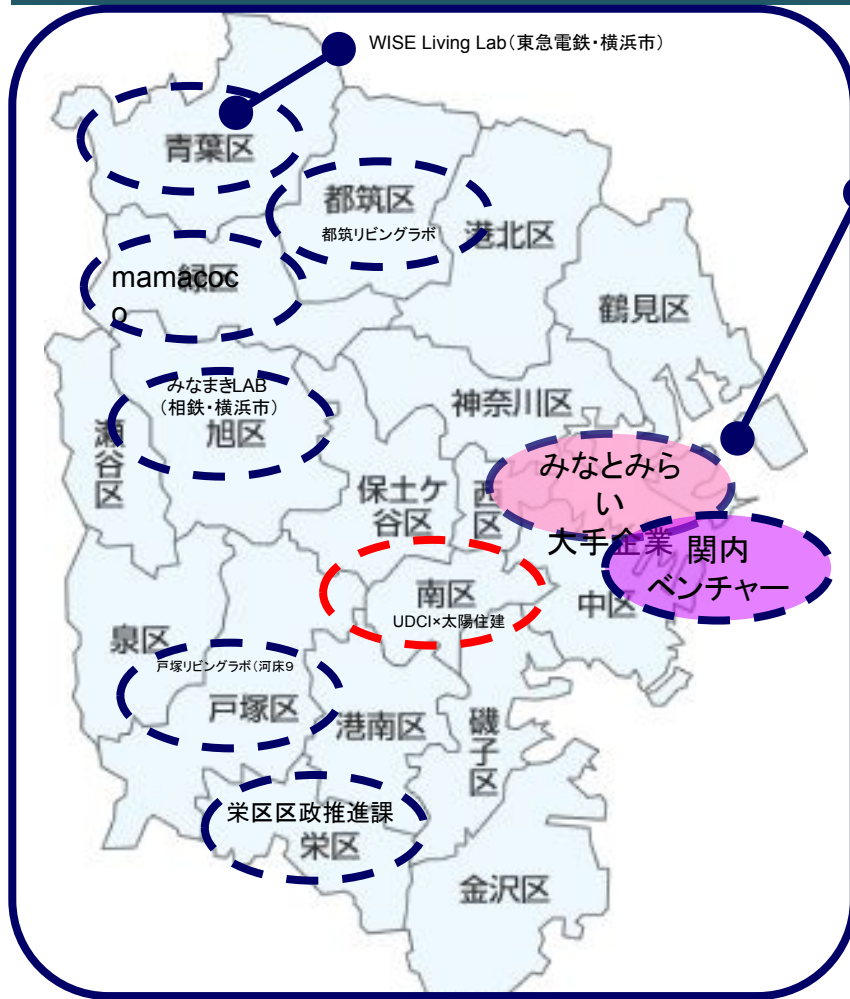 WISE Living Lab（東急電鉄・横浜市）
青葉区
都筑区
都筑リビングラボ
港北区
mamacoc
o
緑区
鶴見区
みなまきLAB
（相鉄・横浜市）
旭区
瀬谷区
神奈川区
保土ケ
谷区
西区
みなとみら
い
大手企業
関内
ベンチャー
南区
UDCI×太陽住建
中区
泉区
戸塚リビングラボ（河床９
戸塚区
港南区
磯子区
栄区区政推進課
栄区
金沢区